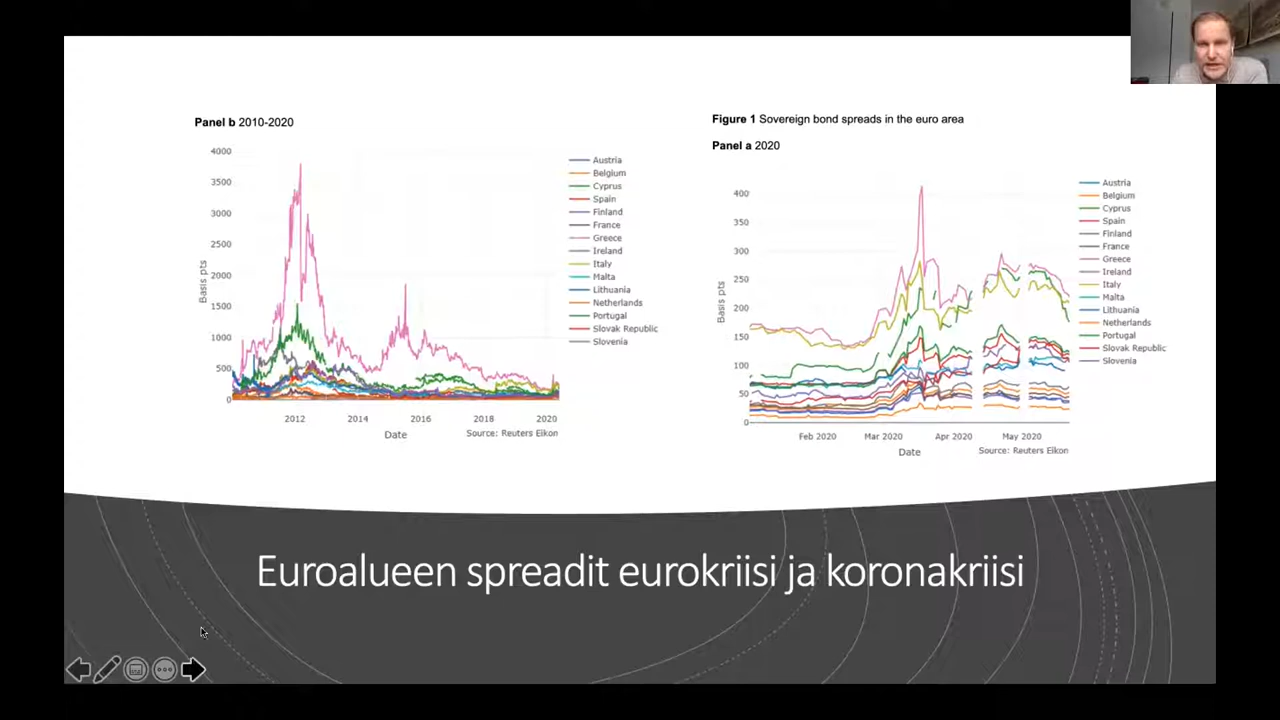 Panel b 2010-2020
4000
3500
3000
2500
2000
1500
1000
500
0
Basis pts
2012
2014
2016
2018
2020
Date
Source: Reuters Eikon
Austria
Belgium
Cyprus
Spain
Finland
France
Greece
Ireland
Italy
Malta
Lithuania
Netherlands
Portugal
Slovak Republic
Slovenia
Figure 1 Sovereign bond spreads in the euro area
Panel a 2020
400
350
300
250
200
150
100
50
0
Basis pts
Feb 2020
Mar 2020
Apr 2020
May 2020
Date
Source: Reuters Eikon
Austria
Belgium
Cyprus
Spain
Finland
France
Greece
Ireland
Italy
Malta
Lithuania
Netherlands
Portugal
Slovak Republic
Slovenia
Euroalueen spreadit eurokriisi ja koronakriisi